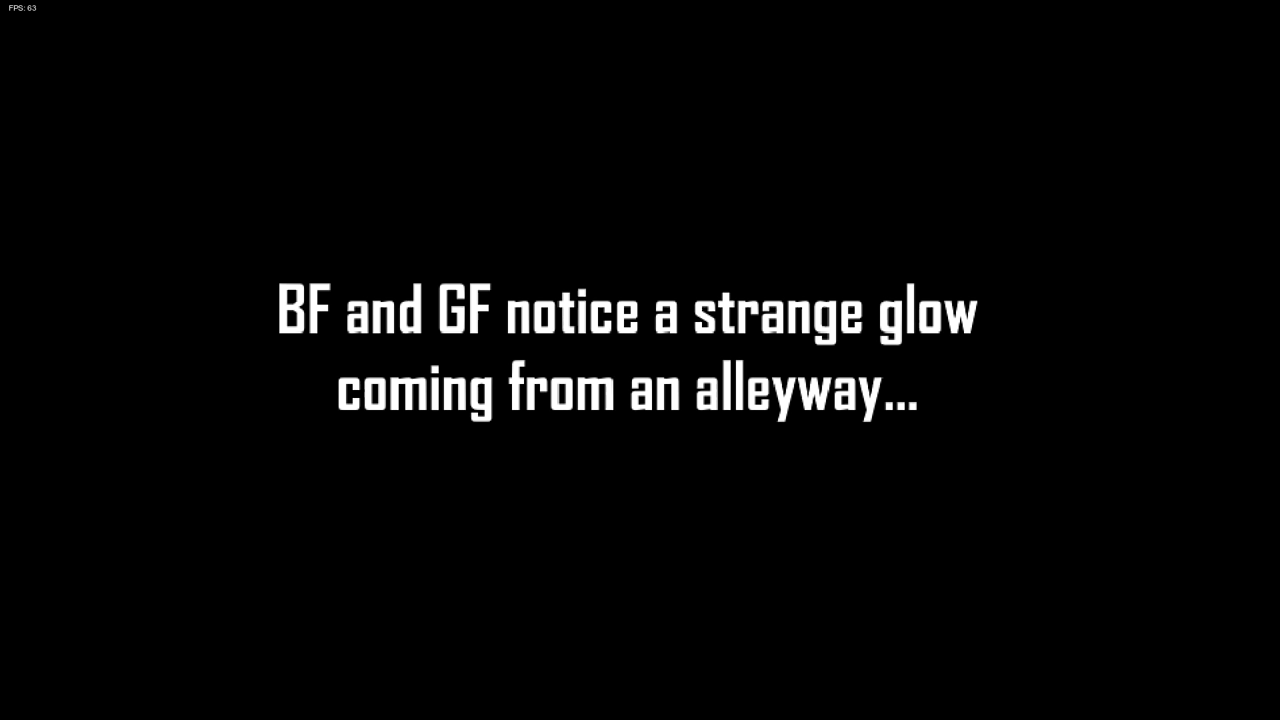 FPS: 63
BF and GF notice a strange glow
coming from an alleyway...